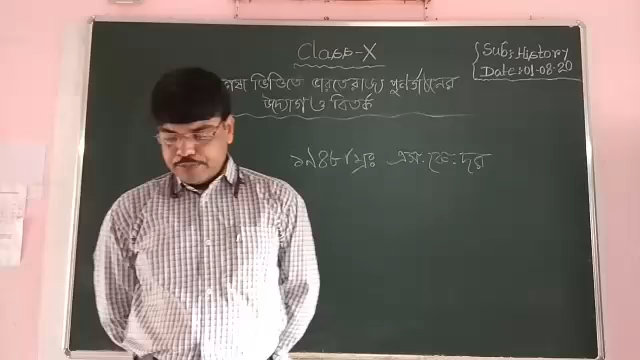 Class-X
Sub: History
Date: 01-08-20
ভিত্তিতে ভারতে রাজ্য পুনর্গঠনের
উদ্যোগ ও বিতর্ক
১৯৪৮ খ্রিঃ এস. কে. দর